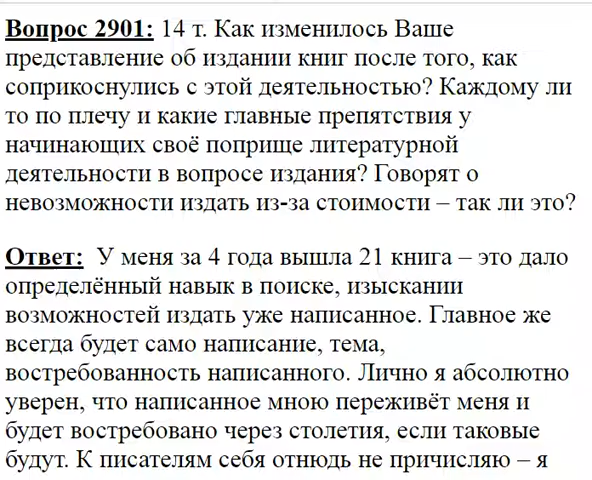 Вопрос 2901: 14 т. Как изменилось Ваше
представление об издании книг после того, как
соприкоснулись с этой деятельностью? Каждому ли
то по плечу и какие главные препятствия у
начинающих своё поприще литературной
деятельности в вопросе издания? Говорят о
невозможности издать из-за стоимости – так ли это?
Ответ: У меня за 4 года вышла 21 книга – это дало
определённый навык в поиске, изыскании
возможностей издать уже написанное. Главное же
всегда будет само написание, тема,
востребованность написанного. Лично я абсолютно
уверен, что написанное мною переживёт меня и
будет востребовано через столетия, если таковые
будут. К писателям себя отнюдь не причисляю – я